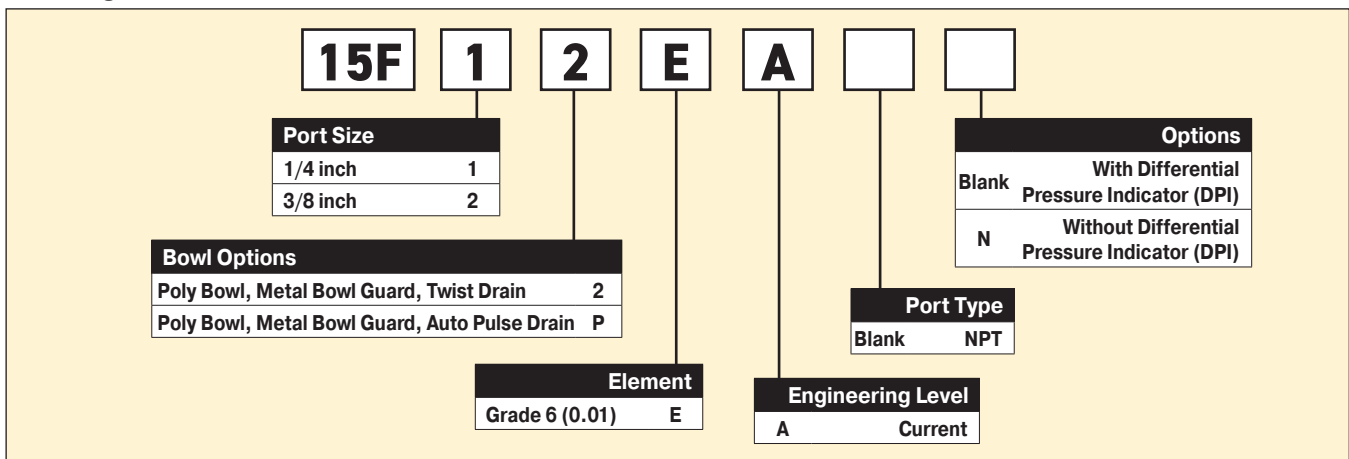 15F 1 2 E A
Port Size
1/4 inch 1
3/8 inch 2
Bowl Options
Poly Bowl, Metal Bowl Guard, Twist Drain 2
Poly Bowl, Metal Bowl Guard, Auto Pulse Drain P
Element
Grade 6 (0.01) E
Engineering Level
A Current
Port Type
Blank NPT
Options
Blank With Differential
Pressure Indicator (DPI)
N Without Differential
Pressure Indicator (DPI)